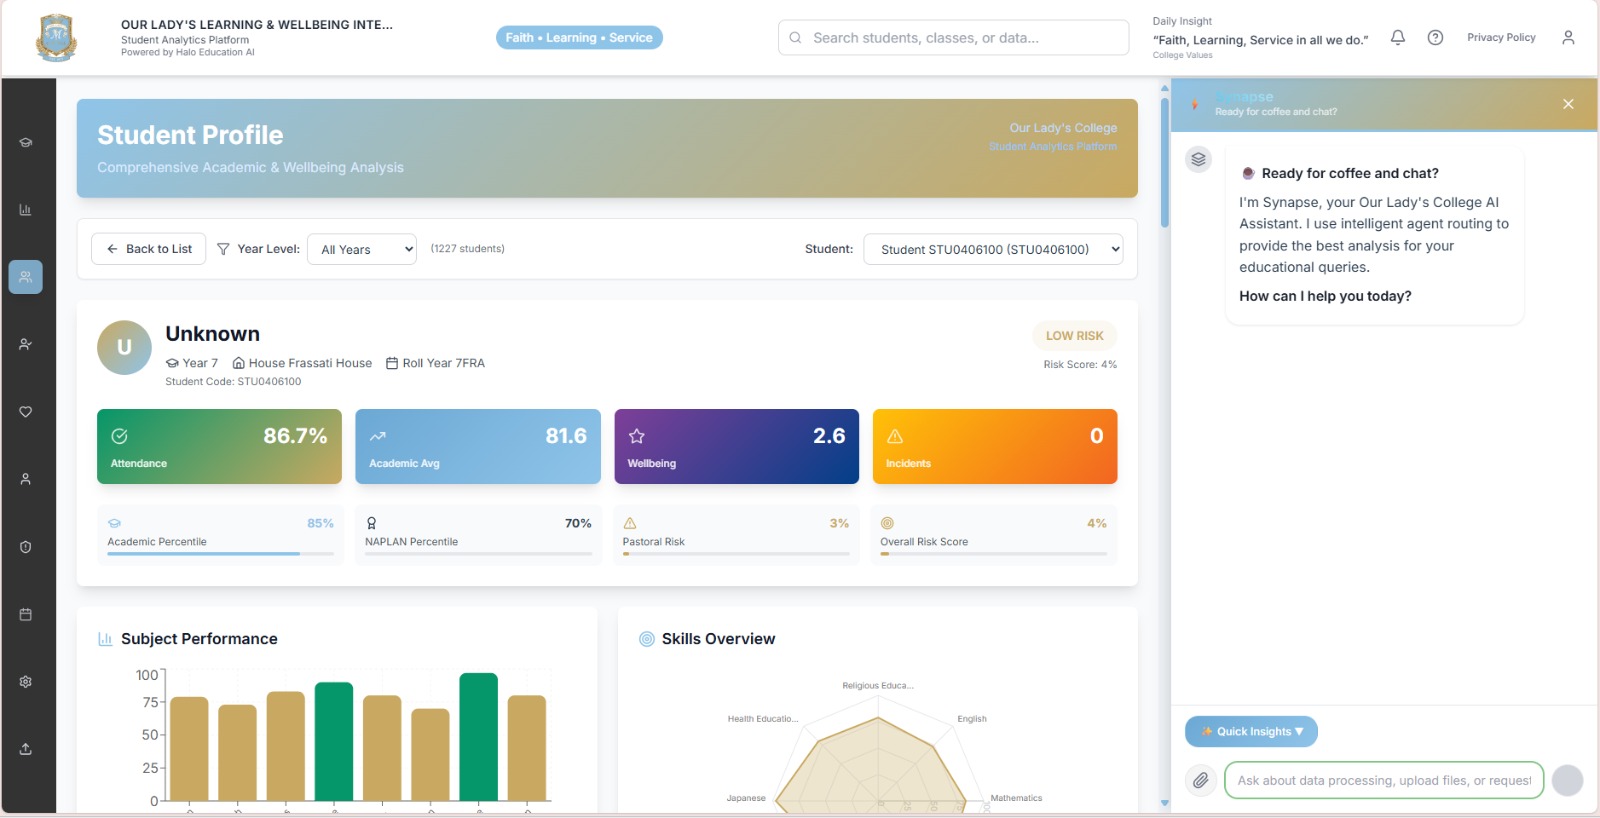 OUR LADY'S LEARNING & WELLBEING INTE...
Student Analytics Platform
Powered by Halo Education AI
Faith • Learning • Service
Search students, classes, or data...
Daily Insight
“Faith, Learning, Service in all we do.”
College Values
Privacy Policy
Student Profile
Comprehensive Academic & Wellbeing Analysis
Our Lady's College
Student Analytics Platform
Back to List
Year Level:
All Years
(1227 students)
Student:
Student STU0406100 (STU0406100)
U
Unknown
Year 7
House Frassati House
Roll Year 7FRA
Student Code: STU0406100
LOW RISK
Risk Score: 4%
86.7%
Attendance
81.6
Academic Avg
2.6
Wellbeing
0
Incidents
85%
Academic Percentile
70%
NAPLAN Percentile
3%
Pastoral Risk
4%
Overall Risk Score
Subject Performance
100
75
50
25
0
Skills Overview
Religious Educa...
English
Mathematics
Health Educatio...
Japanese
0
25
50
Synapse
Ready for coffee and chat?
Ready for coffee and chat?
I'm Synapse, your Our Lady's College AI
Assistant. I use intelligent agent routing to
provide the best analysis for your
educational queries.
How can I help you today?
Quick Insights ▼
Ask about data processing, upload files, or request